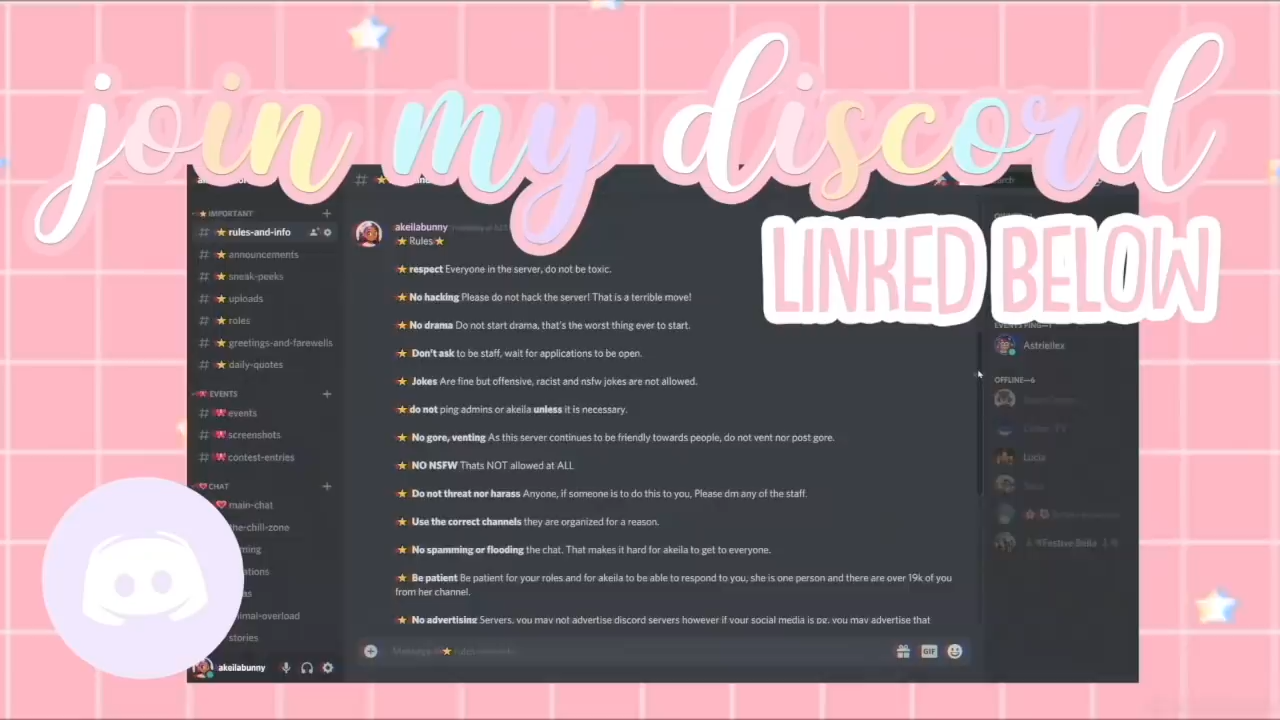 join my discord
LINKED BELOW
IMPORTANT
rules-and-info
announcements
sneak-peeks
uploads
roles
greetings-and-farewells
daily-quotes
EVENTS
events
screenshots
contest-entries
CHAT
main-chat
the-chill-zone
animal-overload
stories
akeilabunny
akeilabunny
Rules
respect Everyone in the server, do not be toxic.
No hacking Please do not hack the server! That is a terrible move!
No drama Do not start drama, that's the worst thing ever to start.
Don't ask to be staff, wait for applications to be open.
Jokes Are fine but offensive, racist and nsfw jokes are not allowed.
do not ping admins or akeila unless it is necessary.
No gore, venting As this server continues to be friendly towards people, do not vent nor post gore.
NO NSFW Thats NOT allowed at ALL
Do not threat nor harass Anyone, if someone is to do this to you, Please dm any of the staff.
Use the correct channels they are organized for a reason.
No spamming or flooding the chat. That makes it hard for akeila to get to everyone.
Be patient Be patient for your roles and for akeila to be able to respond to you, she is one person and there are over 19k of you
from her channel.
No advertising Servers, you may not advertise discord servers however if your social media is pg, you may advertise that
Message
GIF
EVENTS PING—1
Astriellex
OFFLINE—6
Lucia